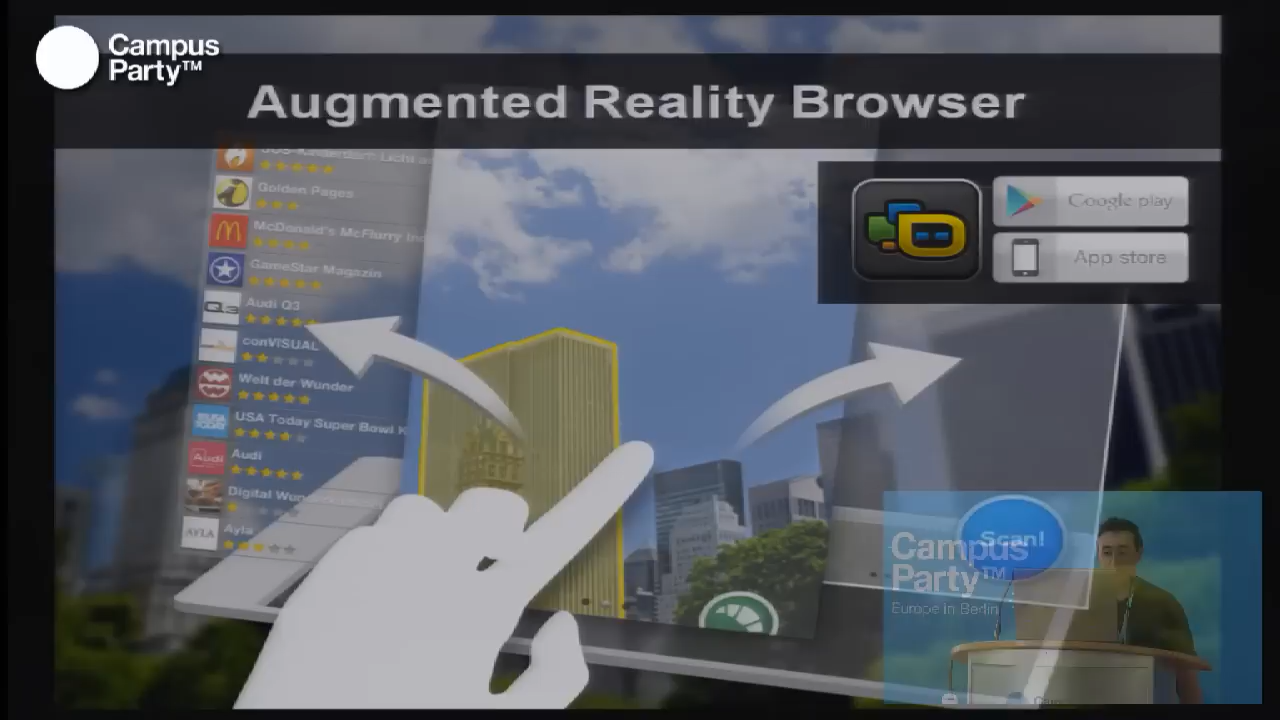 Campus
Party™
Augmented Reality Browser
Golden Pages
McDonald's McFlurry
GameStar Magazin
Audi Q3
conVISUAL
Welt der Wunder
USA Today Super Bowl
Audi
Digital
AYLA
Ayla
Google play
App store
Scan!
Campus
Party™
Europe in Berlin